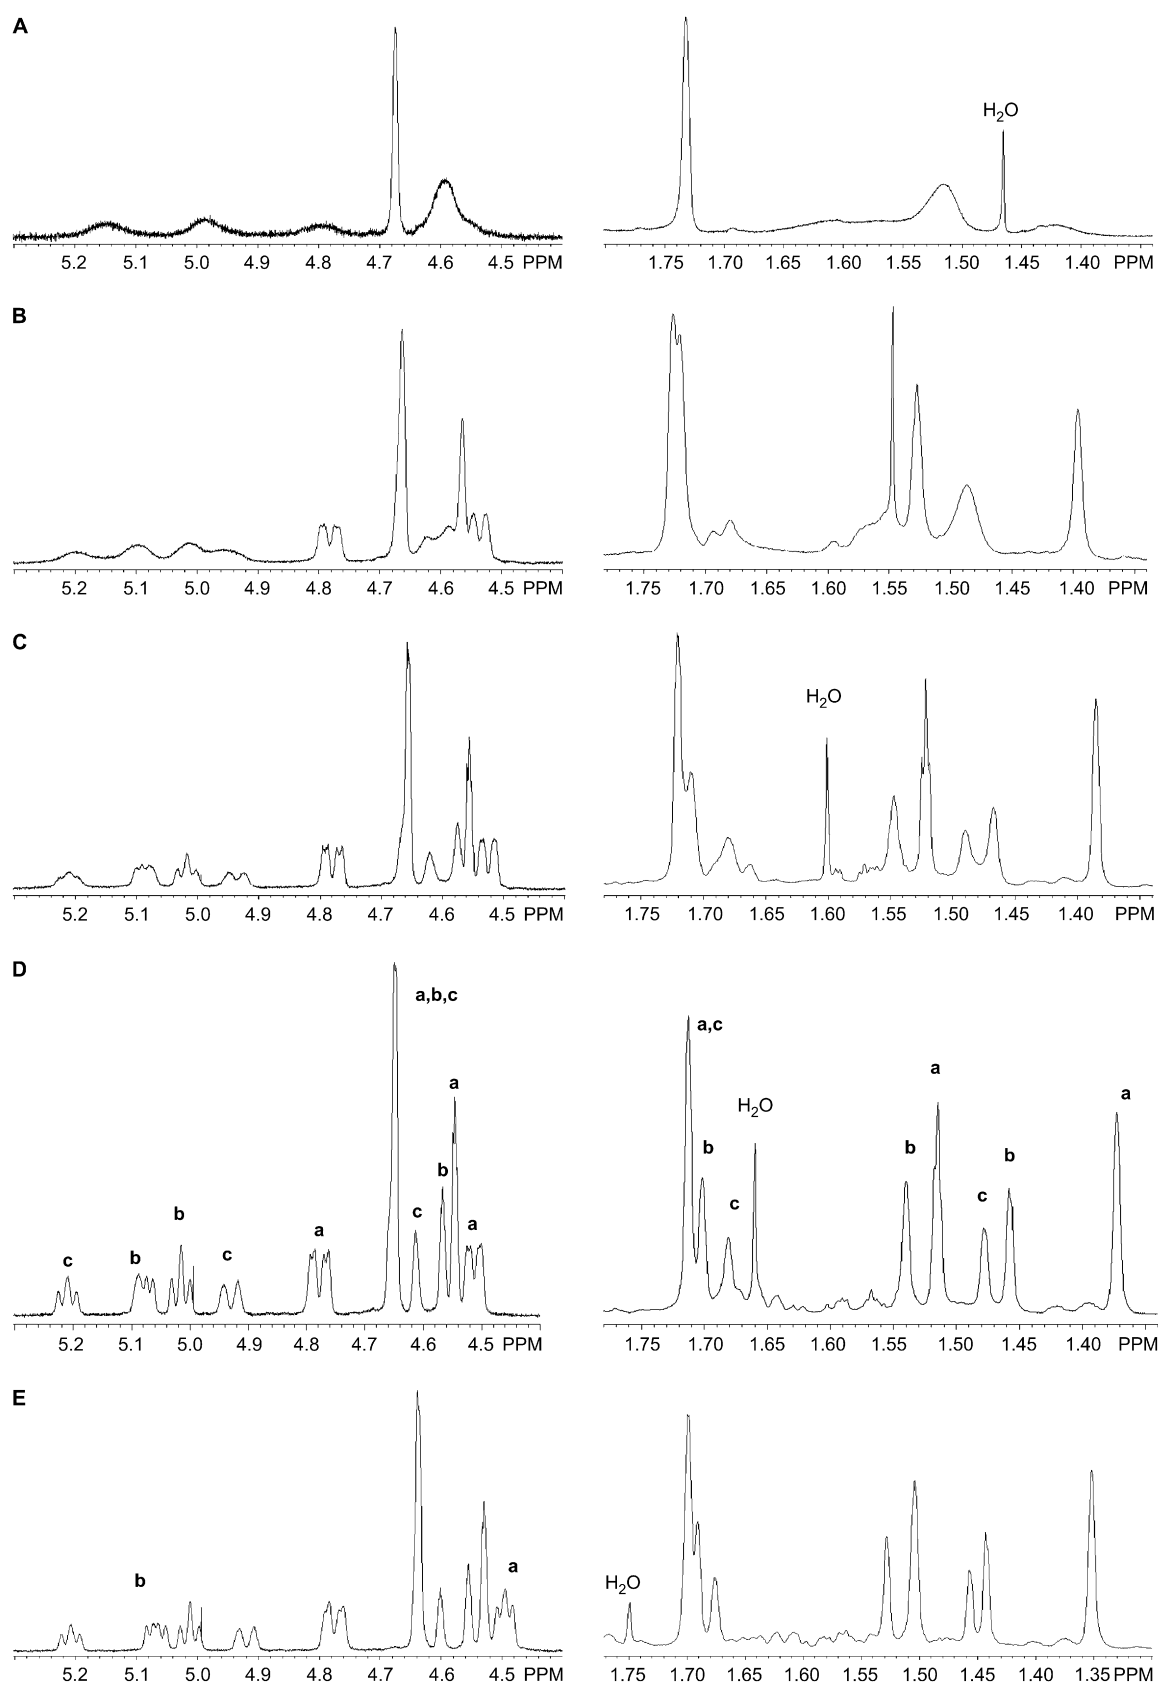 A
H₂O
5.2 5.1 5.0 4.9 4.8 4.7 4.6 4.5 PPM
1.75 1.70 1.65 1.60 1.55 1.50 1.45 1.40 PPM
B
5.2 5.1 5.0 4.9 4.8 4.7 4.6 4.5 PPM
1.75 1.70 1.65 1.60 1.55 1.50 1.45 1.40 PPM
C
H₂O
5.2 5.1 5.0 4.9 4.8 4.7 4.6 4.5 PPM
1.75 1.70 1.65 1.60 1.55 1.50 1.45 1.40 PPM
D
c b b c a a,b,c c b a a
a,c b c H₂O b a c b a
5.2 5.1 5.0 4.9 4.8 4.7 4.6 4.5 PPM
1.75 1.70 1.65 1.60 1.55 1.50 1.45 1.40 PPM
E
b a
H₂O
5.2 5.1 5.0 4.9 4.8 4.7 4.6 4.5 PPM
1.75 1.70 1.65 1.60 1.55 1.50 1.45 1.40 1.35 PPM